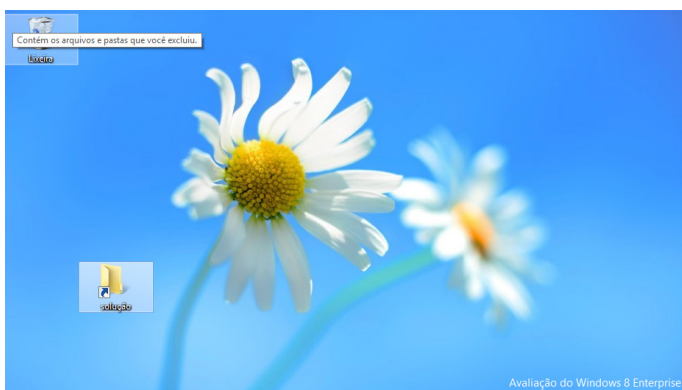 Contém os arquivos e pastas que você excluiu.
Lixeira
solução
Avaliação do Windows 8 Enterprise